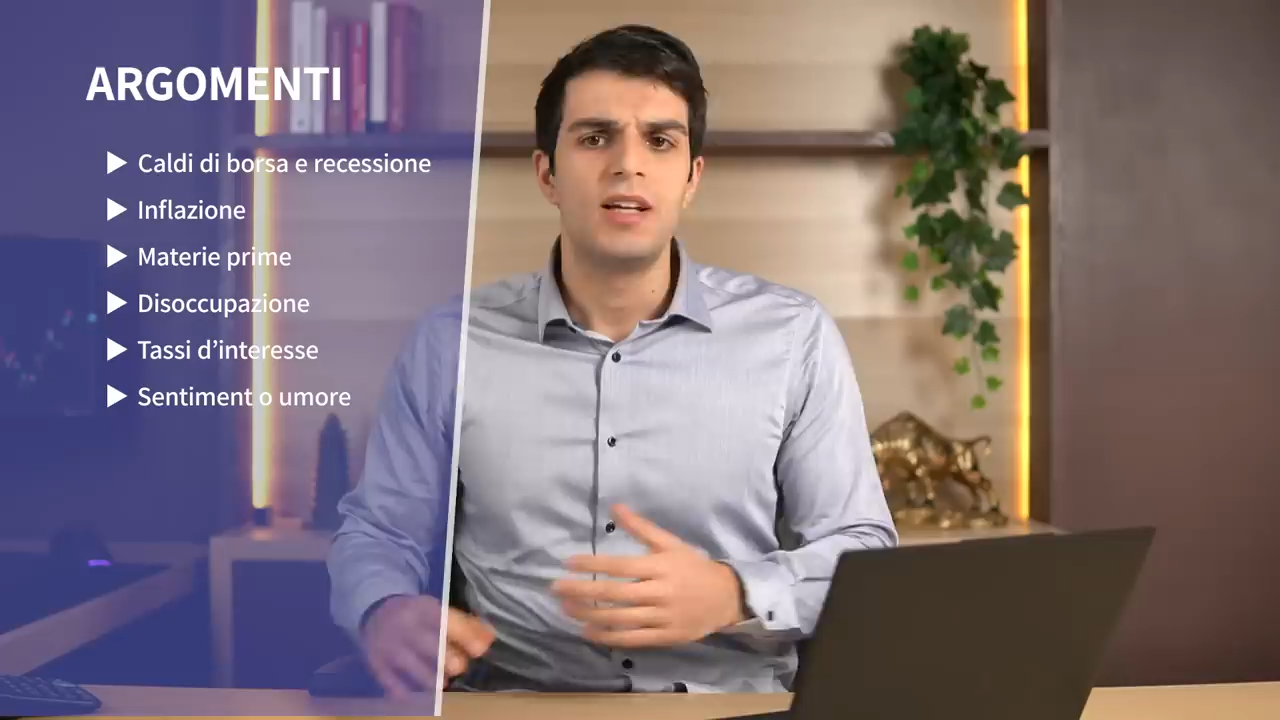 ARGOMENTI
▶ Caldi di borsa e recessione
▶ Inflazione
▶ Materie prime
▶ Disoccupazione
▶ Tassi d’interesse
▶ Sentiment o umore